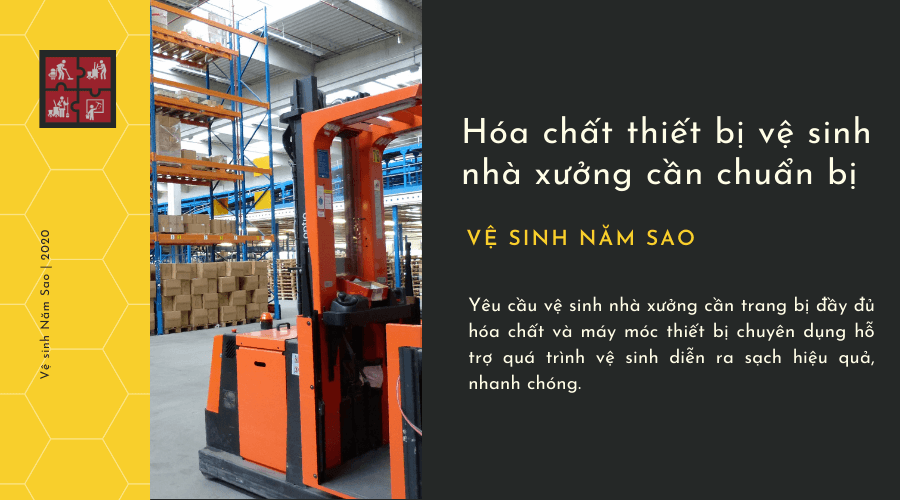 Hóa chất thiết bị vệ sinh
nhà xưởng cần chuẩn bị
VỆ SINH NĂM SAO
Yêu cầu vệ sinh nhà xưởng cần trang bị đầy đủ
hóa chất và máy móc thiết bị chuyên dụng hỗ
trợ quá trình vệ sinh diễn ra sạch hiệu quả,
nhanh chóng.
Vệ sinh Năm Sao | 2020